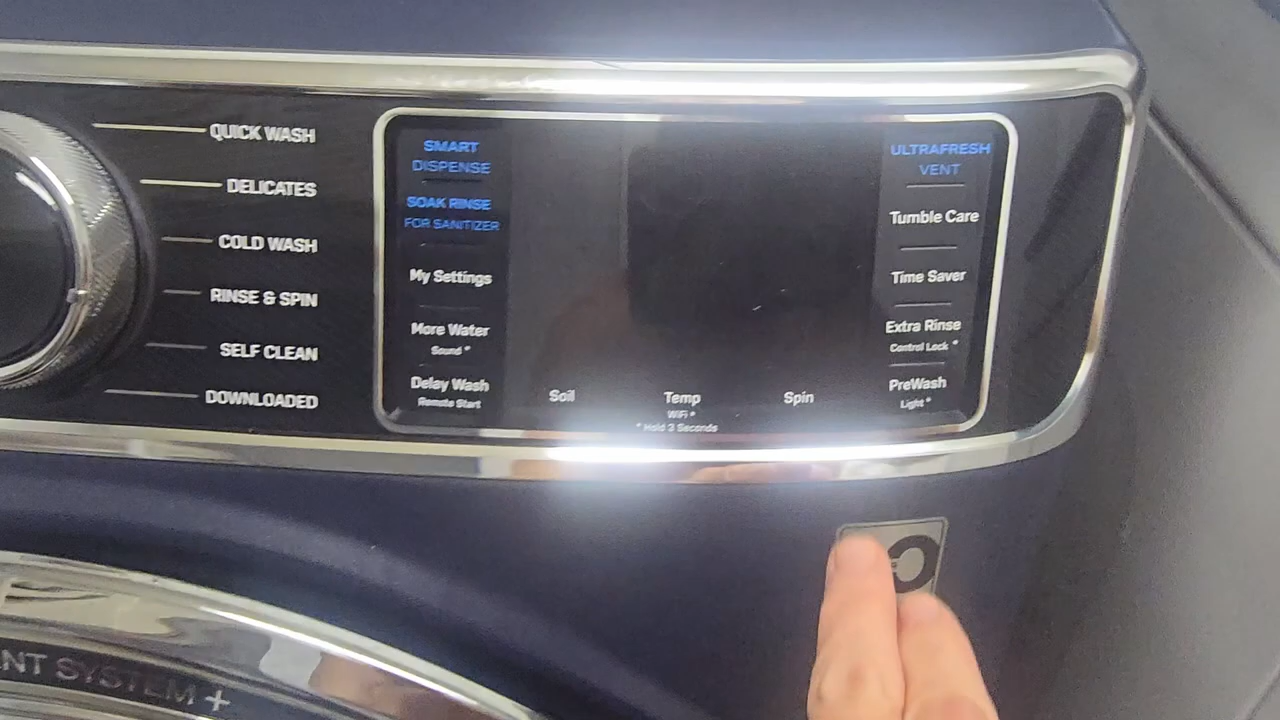 QUICK WASH
DELICATES
COLD WASH
RINSE & SPIN
SELF CLEAN
DOWNLOADED
SMART
DISPENSE
SOAK RINSE
FOR SANITIZER
My Settings
More Water
Sound *
Delay Wash
Remote Start
Soil
Temp
WiFi *
* Hold 3 Seconds
Spin
ULTRAFRESH
VENT
Tumble Care
Time Saver
Extra Rinse
Control Lock *
PreWash
Light *
NT SYSTEM +